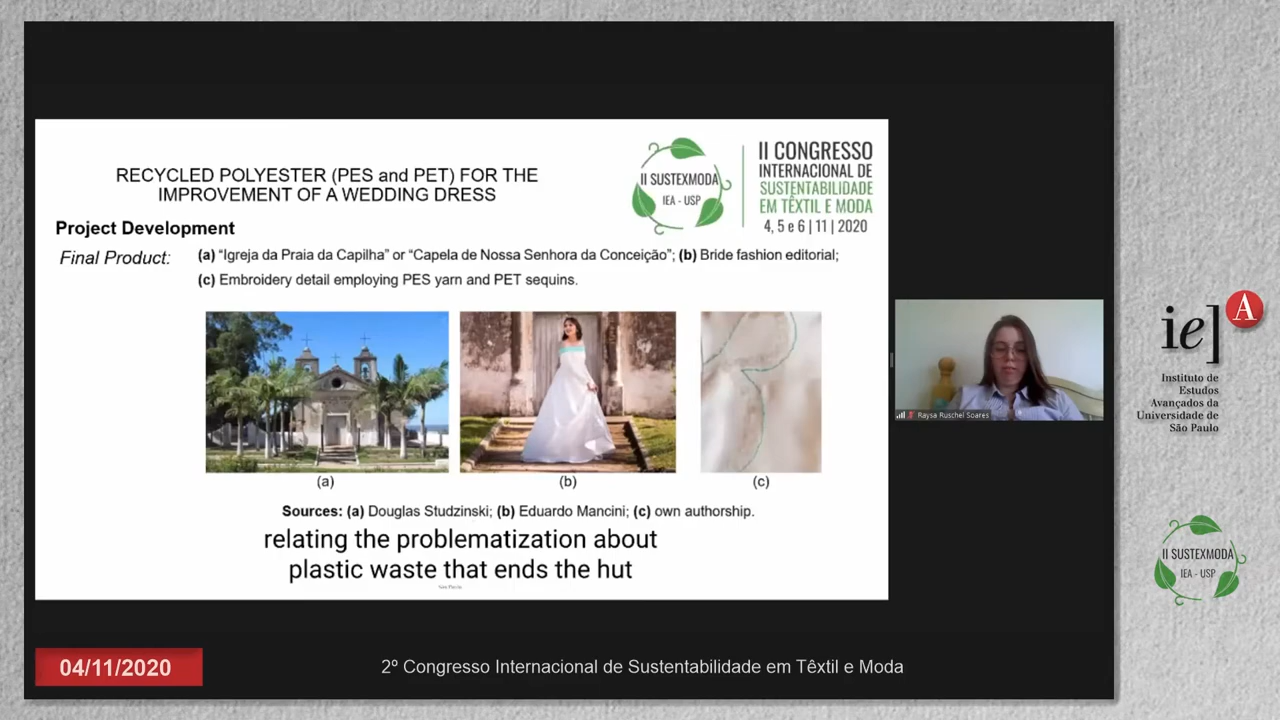 RECYCLED POLYESTER (PES and PET) FOR THE
IMPROVEMENT OF A WEDDING DRESS
II SUSTEXMODA
IEA - USP
II CONGRESSO
INTERNACIONAL DE
SUSTENTABILIDADE
EM TÊXTIL E MODA
4, 5 e 6 | 11 | 2020
Project Development
Final Product:
(a) “Igreja da Praia da Capilha” or “Capela de Nossa Senhora da Conceição”; (b) Bride fashion editorial;
(c) Embroidery detail employing PES yarn and PET sequins.
(a)
(b)
(c)
Sources: (a) Douglas Studzinski; (b) Eduardo Mancini; (c) own authorship.
relating the problematization about
plastic waste that ends the hut
Raysa Ruschel Soares
iea
Instituto de
Estudos
Avançados da
Universidade de
São Paulo
II SUSTEXMODA
IEA - USP
04/11/2020
2º Congresso Internacional de Sustentabilidade em Têxtil e Moda